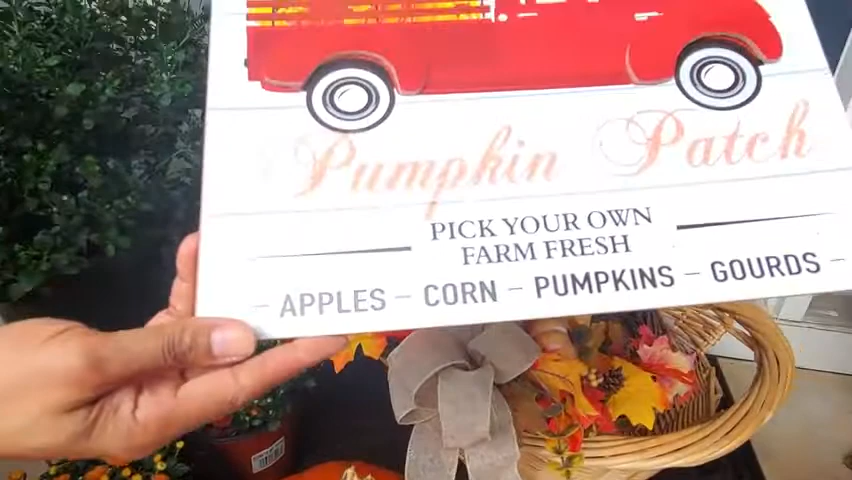 Pumpkin Patch
PICK YOUR OWN
FARM FRESH
- APPLES - CORN - PUMPKINS - GOURDS -